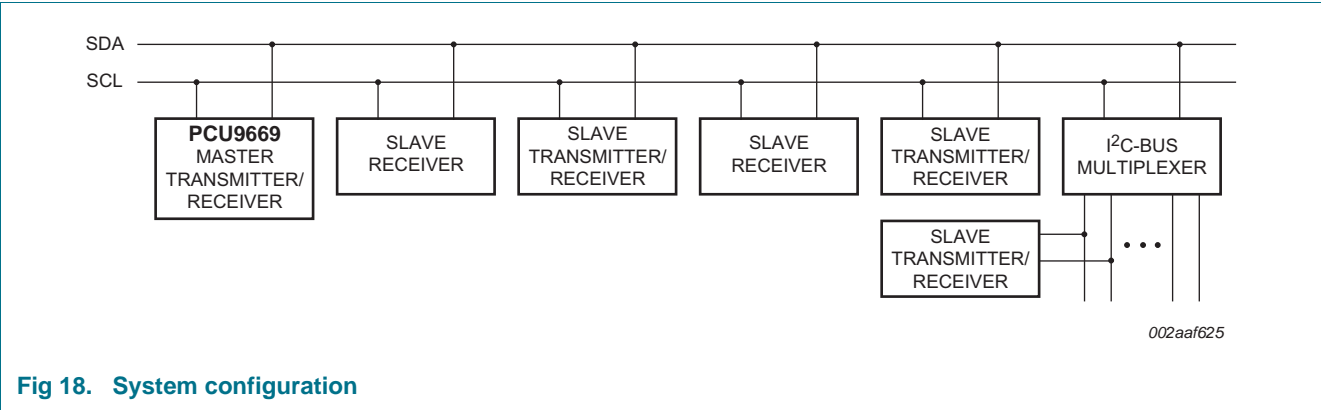 SDA
SCL
PCU9669
MASTER
TRANSMITTER/
RECEIVER
SLAVE
RECEIVER
SLAVE
TRANSMITTER/
RECEIVER
SLAVE
RECEIVER
SLAVE
TRANSMITTER/
RECEIVER
I²C-BUS
MULTIPLEXER
SLAVE
TRANSMITTER/
RECEIVER
002aaf625
Fig 18. System configuration